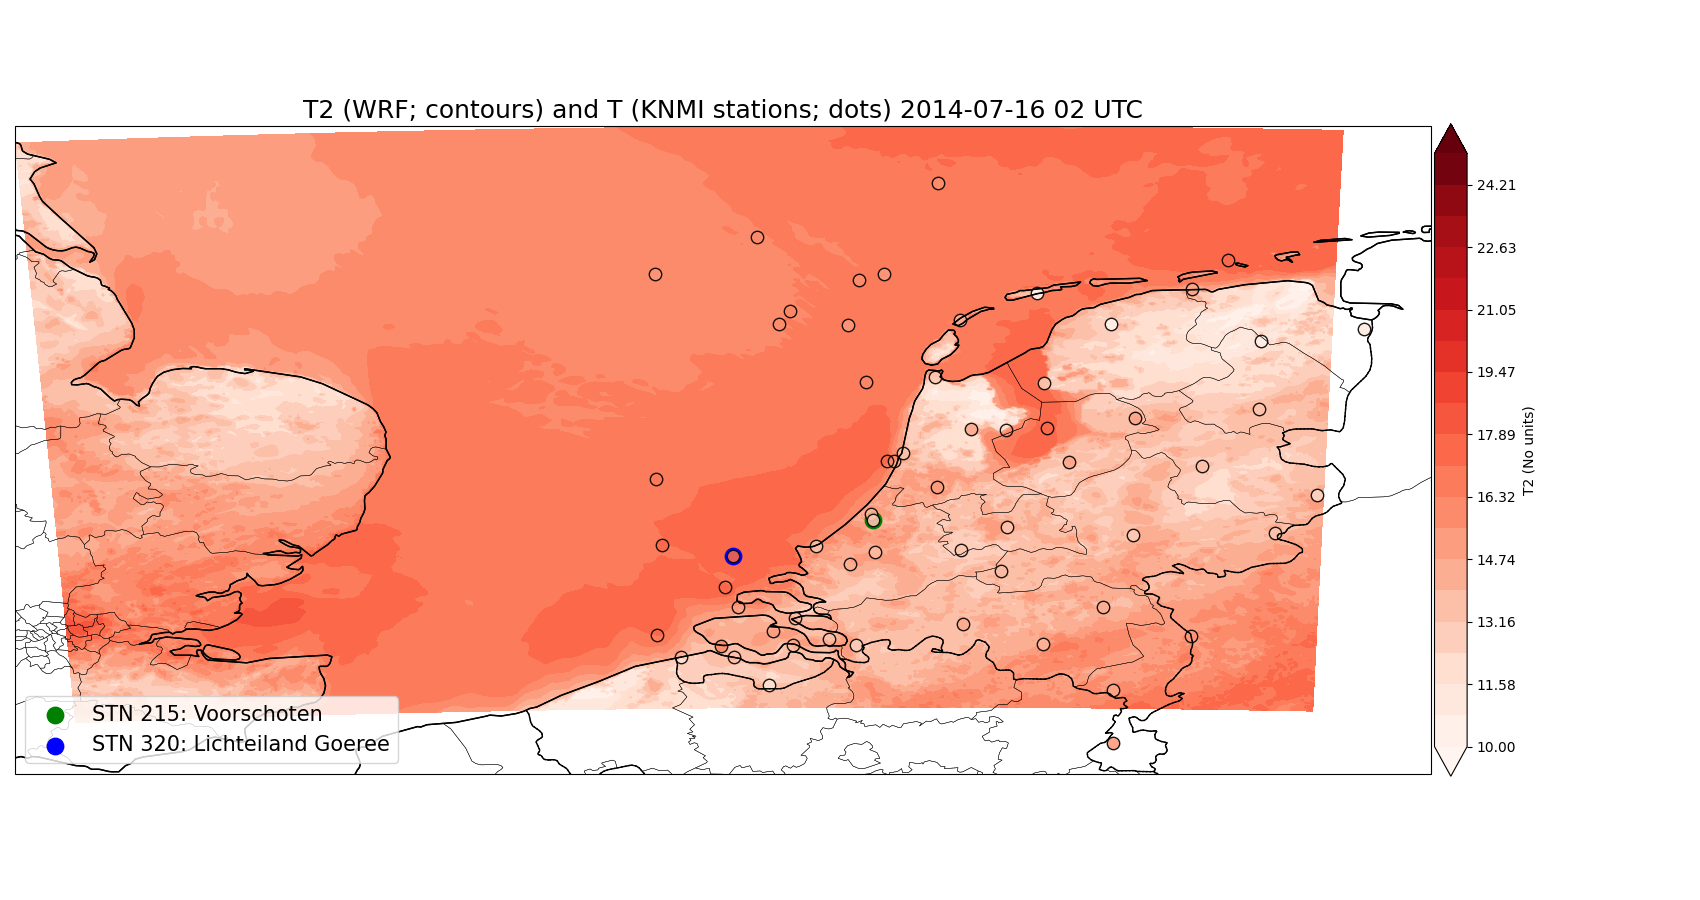 T2 (WRF; contours) and T (KNMI stations; dots) 2014-07-16 02 UTC
24.21
22.63
21.05
19.47
17.89
16.32
14.74
13.16
11.58
10.00
T2 (No units)
STN 215: Voorschoten
STN 320: Lichteiland Goeree